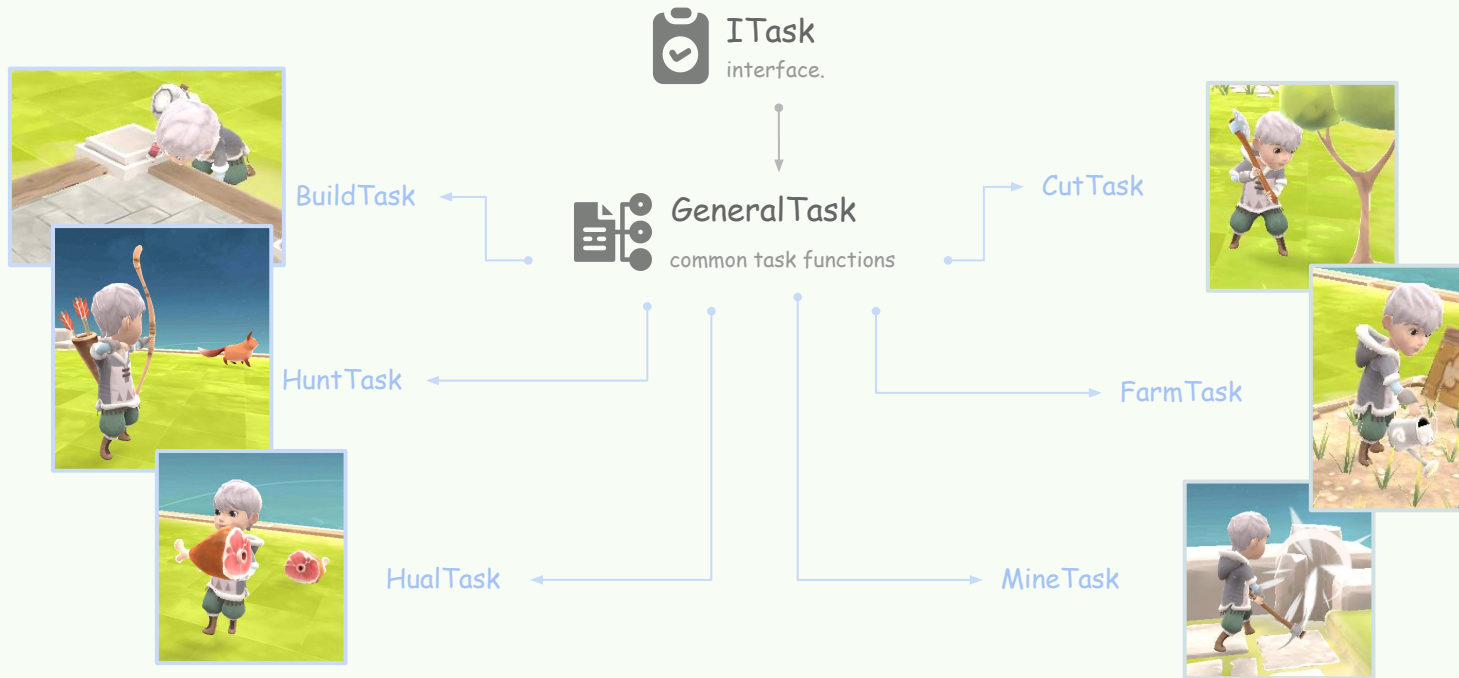 ITask
interface.
GeneralTask
common task functions
BuildTask
CutTask
HuntTask
FarmTask
HualTask
MineTask